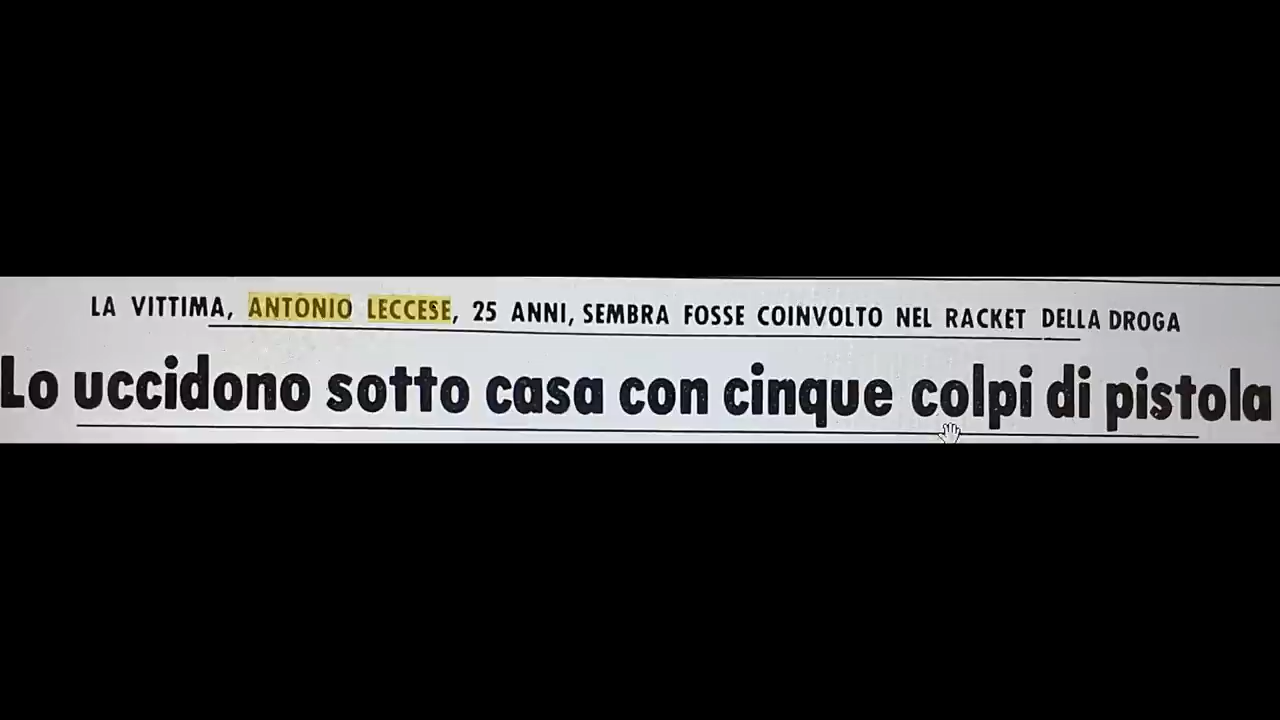 LA VITTIMA, ANTONIO LECCESE, 25 ANNI, SEMBRA FOSSE COINVOLTO NEL RACKET DELLA DROGA
Lo uccidono sotto casa con cinque colpi di pistola